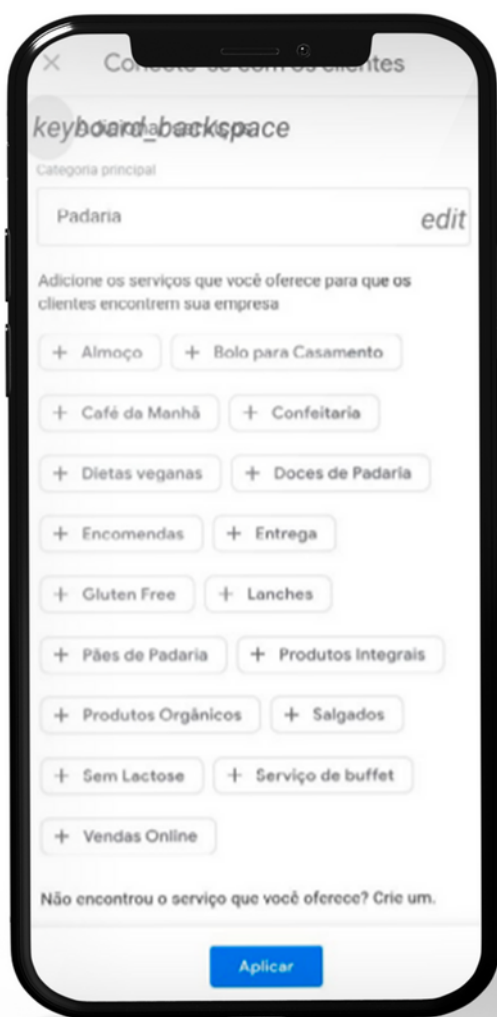 Conecte-se com os clientes
keyboard_backspace
Categoria principal
Padaria edit
Adicione os serviços que você oferece para que os
clientes encontrem sua empresa
+ Almoço + Bolo para Casamento
+ Café da Manhã + Confeitaria
+ Dietas veganas + Doces de Padaria
+ Encomendas + Entrega
+ Gluten Free + Lanches
+ Pães de Padaria + Produtos Integrais
+ Produtos Orgânicos + Salgados
+ Sem Lactose + Serviço de buffet
+ Vendas Online
Não encontrou o serviço que você oferece? Crie um.
Aplicar